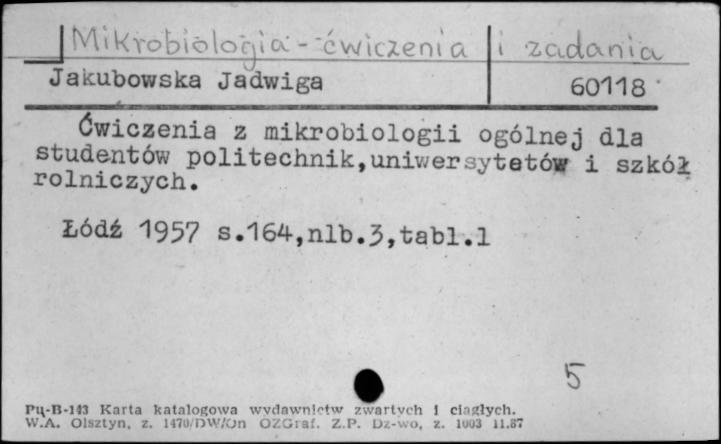 Mikrobiologia - ćwiczenia i zadania
Jakubowska Jadwiga 60118
Ćwiczenia z mikrobiologii ogólnej dla
studentów politechnik,uniwersytetów i szkół
rolniczych.
Łódź 1957 s.164,nlb.3,tabl.1
5
Pu-B-143 Karta katalogowa wydawnictw zwartych i ciągłych.
W.A. Olsztyn, z. 1470/DW/Jn OZGraf. Z.P. Dz-wo, z. 1003 11.87